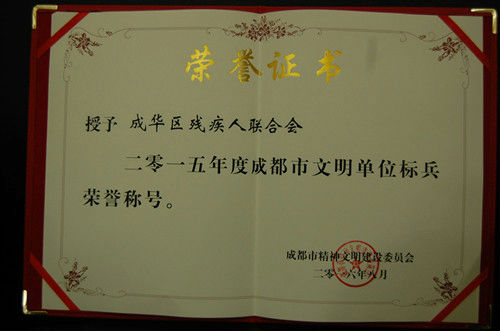 荣誉证书
授予 成华区残疾人联合会
二零一五年度成都市文明单位标兵
荣誉称号。
成都市精神文明建设委员会
二零一六年八月